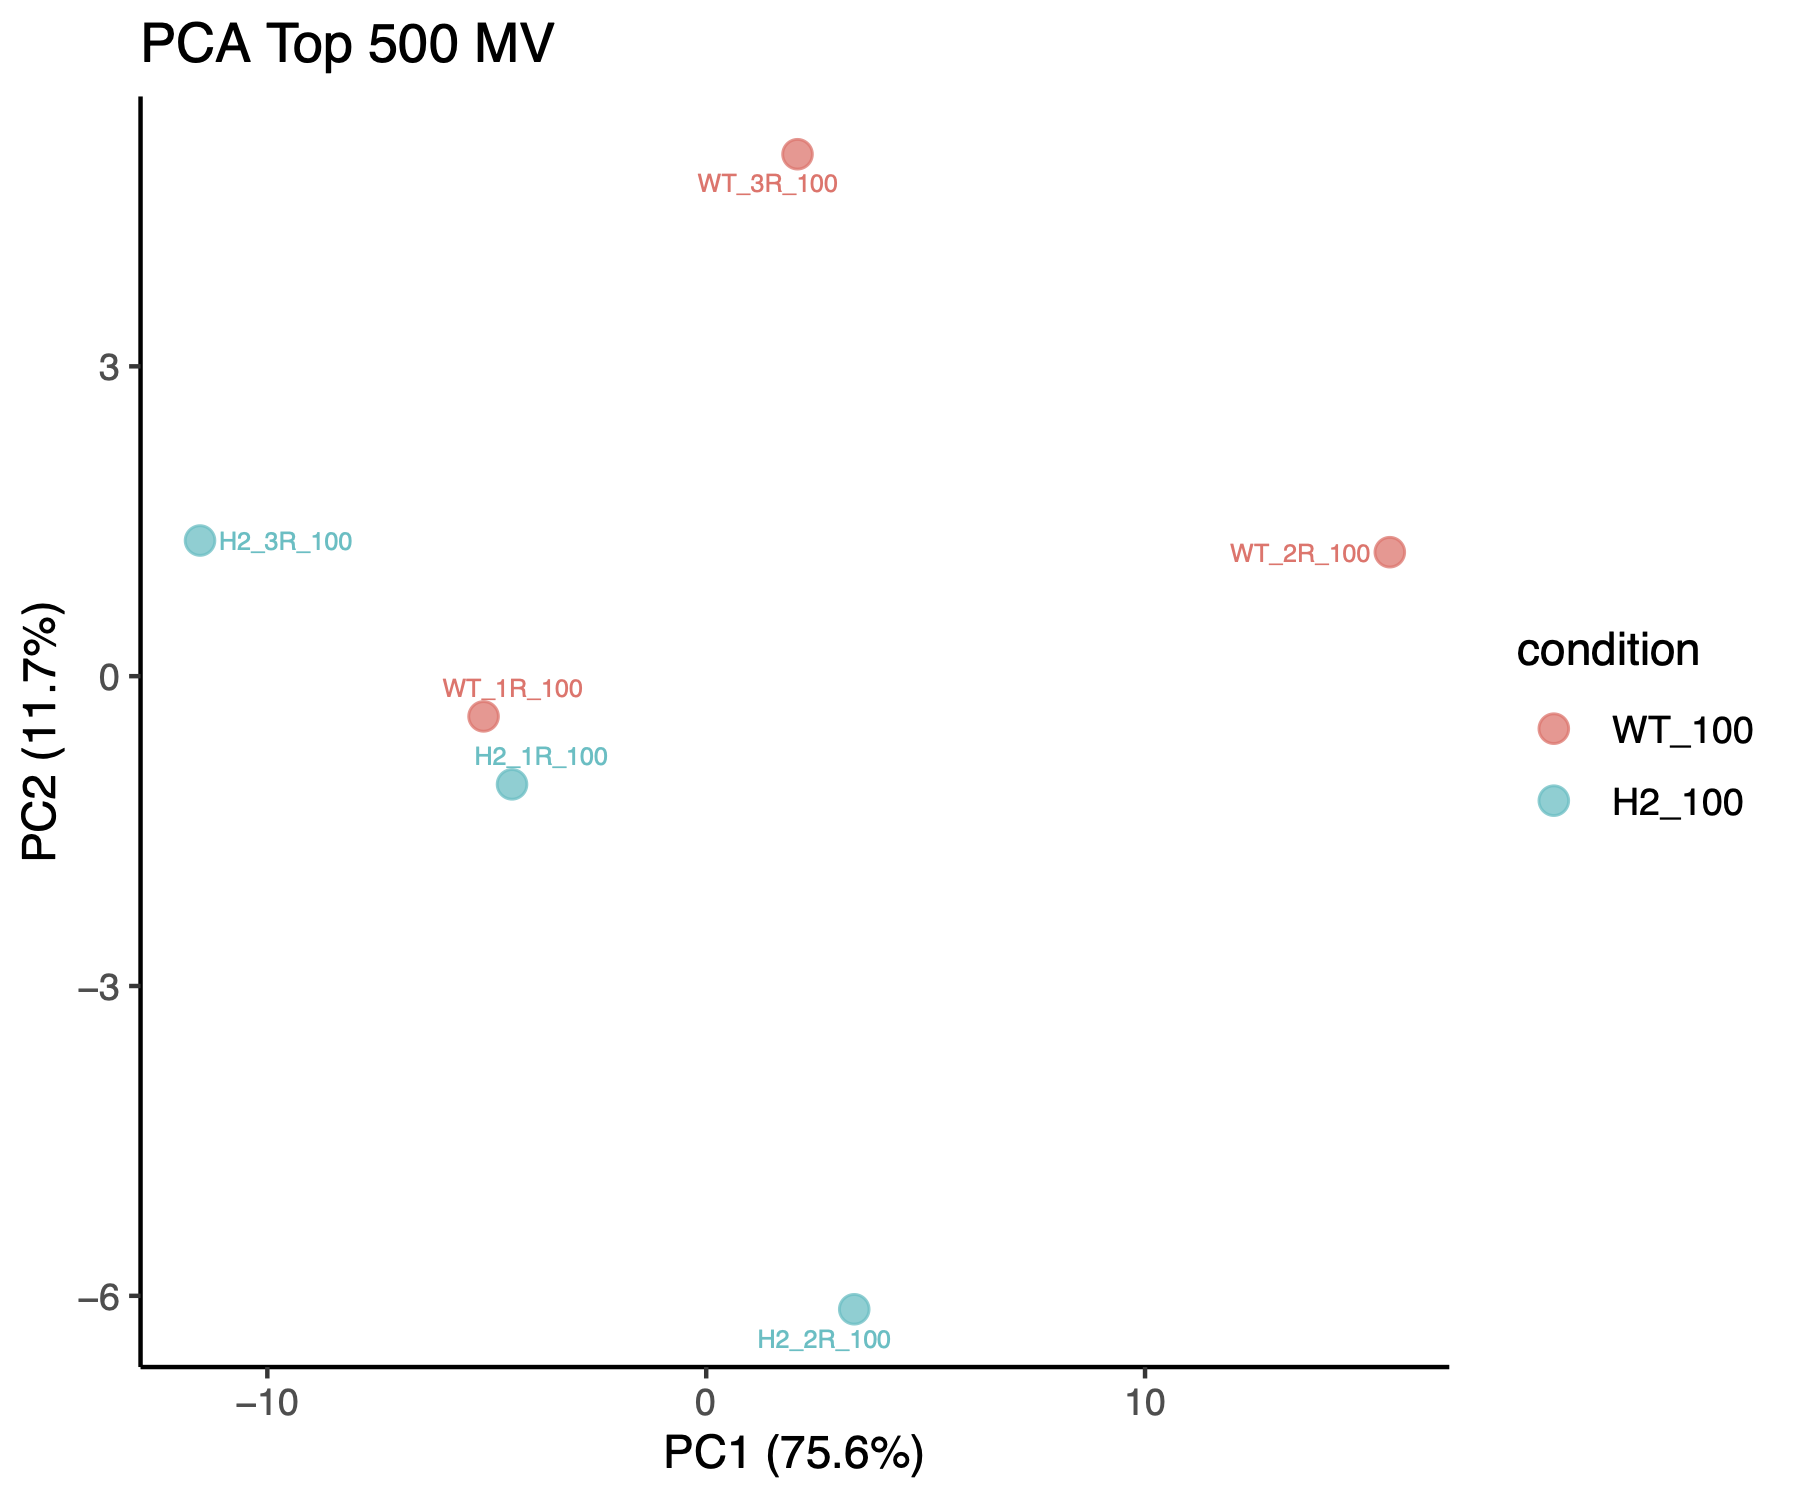 PCA Top 500 MV
WT_3R_100
3
H2_3R_100
WT_2R_100
condition
0
WT_1R_100
WT_100
H2_1R_100
H2_100
PC2 (11.7%)
−3
−6
H2_2R_100
−10
0
10
PC1 (75.6%)